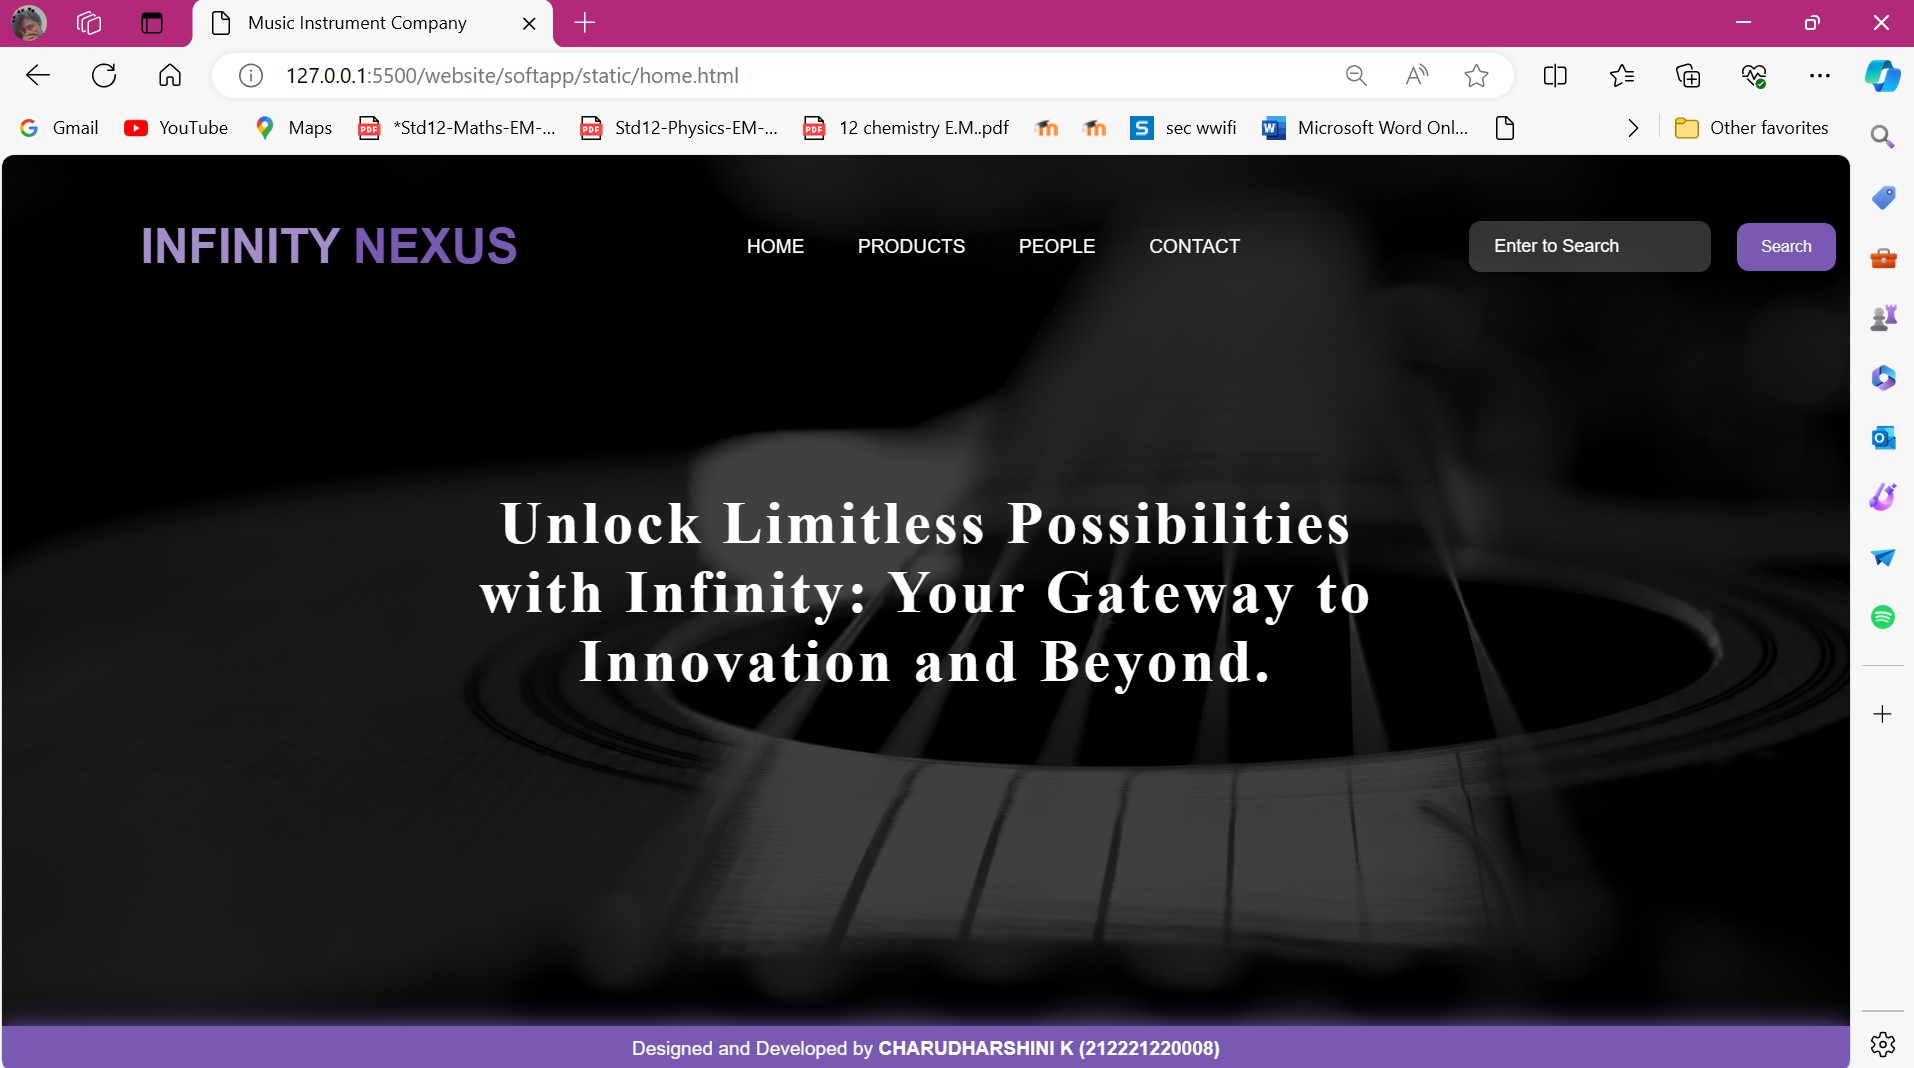 Music Instrument Company
127.0.0.1:5500/website/softapp/static/home.html
Gmail YouTube Maps *Std12-Maths-EM-... Std12-Physics-EM-... 12 chemistry E.M..pdf sec wwifi Microsoft Word Onl... Other favorites
INFINITY NEXUS HOME PRODUCTS PEOPLE CONTACT Enter to Search Search
Unlock Limitless Possibilities
with Infinity: Your Gateway to
Innovation and Beyond.
Designed and Developed by CHARUDHARSHINI K (212221220008)